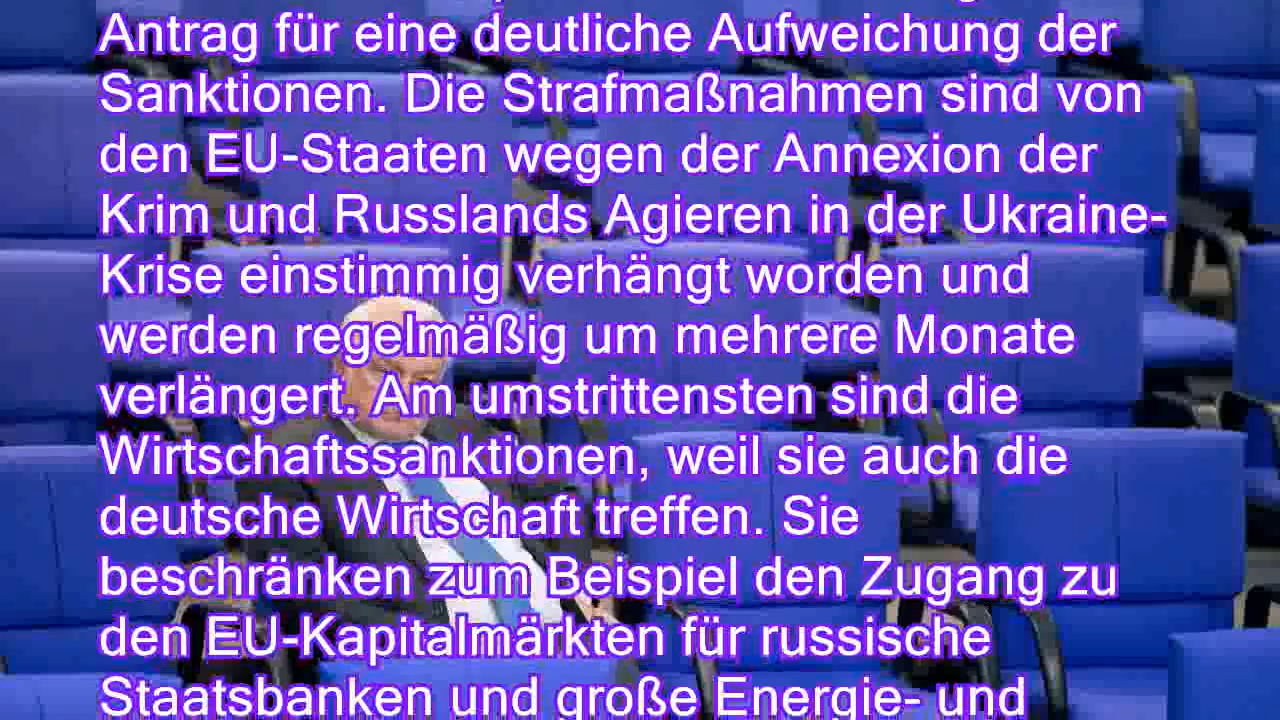 Antrag für eine deutliche Aufweichung der
Sanktionen. Die Strafmaßnahmen sind von
den EU-Staaten wegen der Annexion der
Krim und Russlands Agieren in der Ukraine-
Krise einstimmig verhängt worden und
werden regelmäßig um mehrere Monate
verlängert. Am umstrittensten sind die
Wirtschaftssanktionen, weil sie auch die
deutsche Wirtschaft treffen. Sie
beschränken zum Beispiel den Zugang zu
den EU-Kapitalmärkten für russische
Staatsbanken und große Energie- und